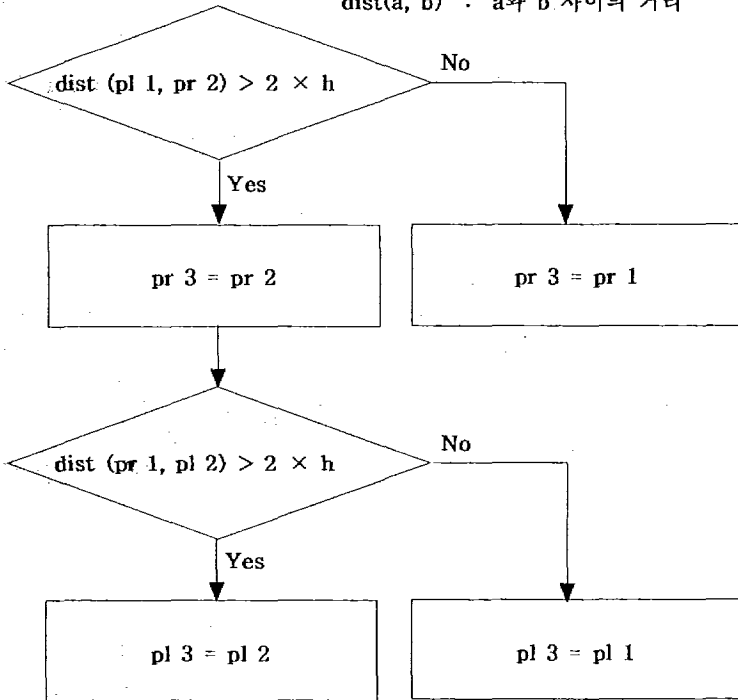 dist(a, b) : a와 b 사이의 거리
dist (pl 1, pr 2) > 2 × h
No
Yes
pr 3 = pr 2
pr 3 = pr 1
dist (pr 1, pl 2) > 2 × h
No
Yes
pl 3 = pl 2
pl 3 = pl 1